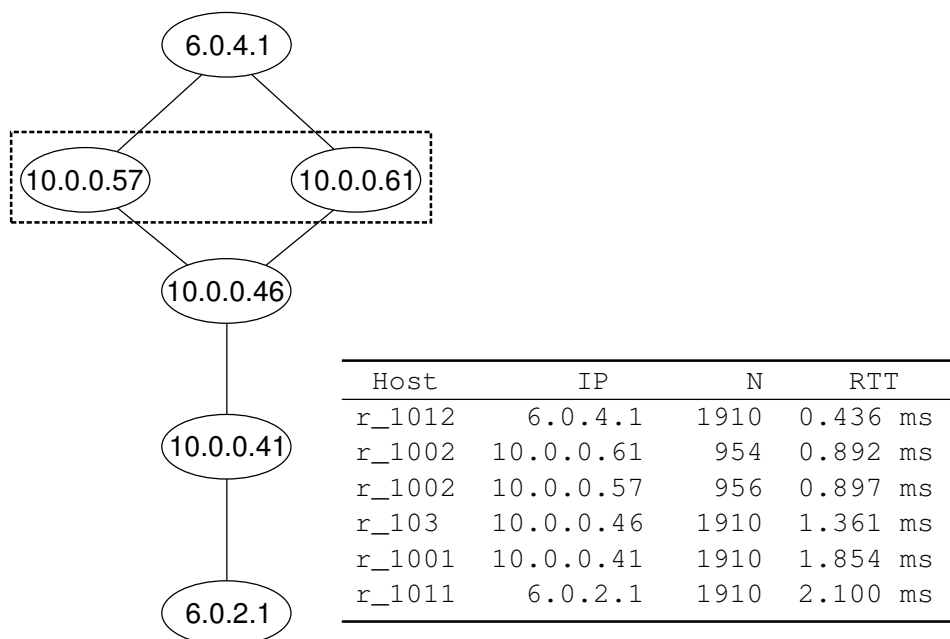 6.0.4.1
10.0.0.57 10.0.0.61
10.0.0.46
10.0.0.41
6.0.2.1
Host IP N RTT
r_1012 6.0.4.1 1910 0.436 ms
r_1002 10.0.0.61 954 0.892 ms
r_1002 10.0.0.57 956 0.897 ms
r_103 10.0.0.46 1910 1.361 ms
r_1001 10.0.0.41 1910 1.854 ms
r_1011 6.0.2.1 1910 2.100 ms